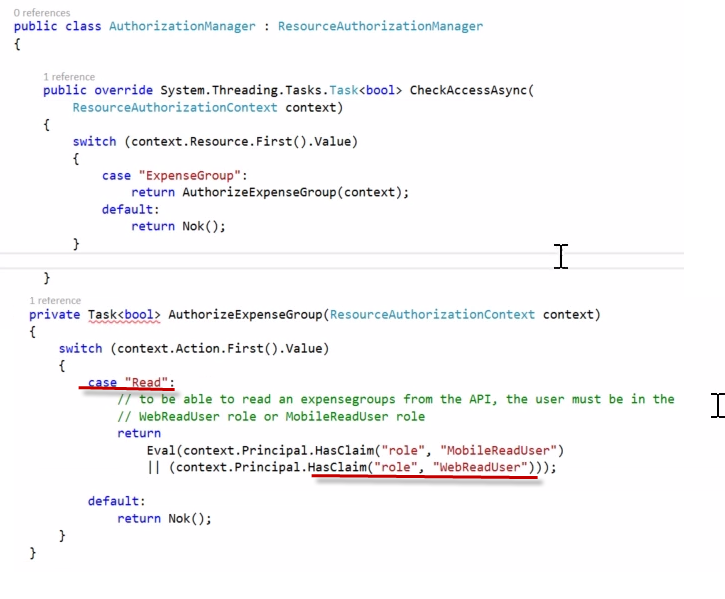 0 references
public class AuthorizationManager : ResourceAuthorizationManager
{
1 reference
public override System.Threading.Tasks.Task<bool> CheckAccessAsync(
ResourceAuthorizationContext context)
{
switch (context.Resource.First().Value)
{
case "ExpenseGroup":
return AuthorizeExpenseGroup(context);
default:
return Nok();
}
}
1 reference
private Task<bool> AuthorizeExpenseGroup(ResourceAuthorizationContext context)
{
switch (context.Action.First().Value)
{
case "Read":
// to be able to read an expensegroups from the API, the user must be in the
// WebReadUser role or MobileReadUser role
return
Eval(context.Principal.HasClaim("role", "MobileReadUser")
|| (context.Principal.HasClaim("role", "WebReadUser")));
default:
return Nok();
}
}